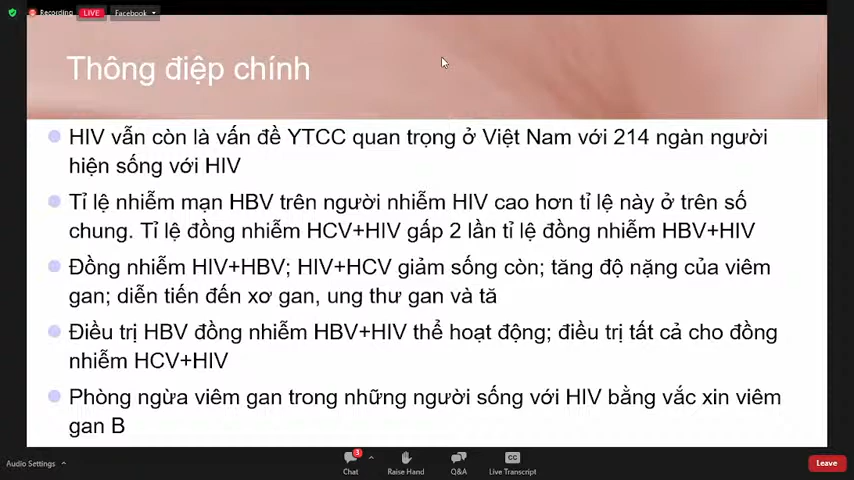 Recording
LIVE
Facebook
Thông điệp chính
HIV vẫn còn là vấn đề YTCC quan trọng ở Việt Nam với 214 ngàn người
hiện sống với HIV
Tỉ lệ nhiễm mạn HBV trên người nhiễm HIV cao hơn tỉ lệ này ở trên số
chung. Tỉ lệ đồng nhiễm HCV+HIV gấp 2 lần tỉ lệ đồng nhiễm HBV+HIV
Đồng nhiễm HIV+HBV; HIV+HCV giảm sống còn; tăng độ nặng của viêm
gan; diễn tiến đến xơ gan, ung thư gan và tă
Điều trị HBV đồng nhiễm HBV+HIV thể hoạt động; điều trị tất cả cho đồng
nhiễm HCV+HIV
Phòng ngừa viêm gan trong những người sống với HIV bằng vắc xin viêm
gan B
Audio Settings
3
Chat
Raise Hand
Q&A
CC
Live Transcript
Leave